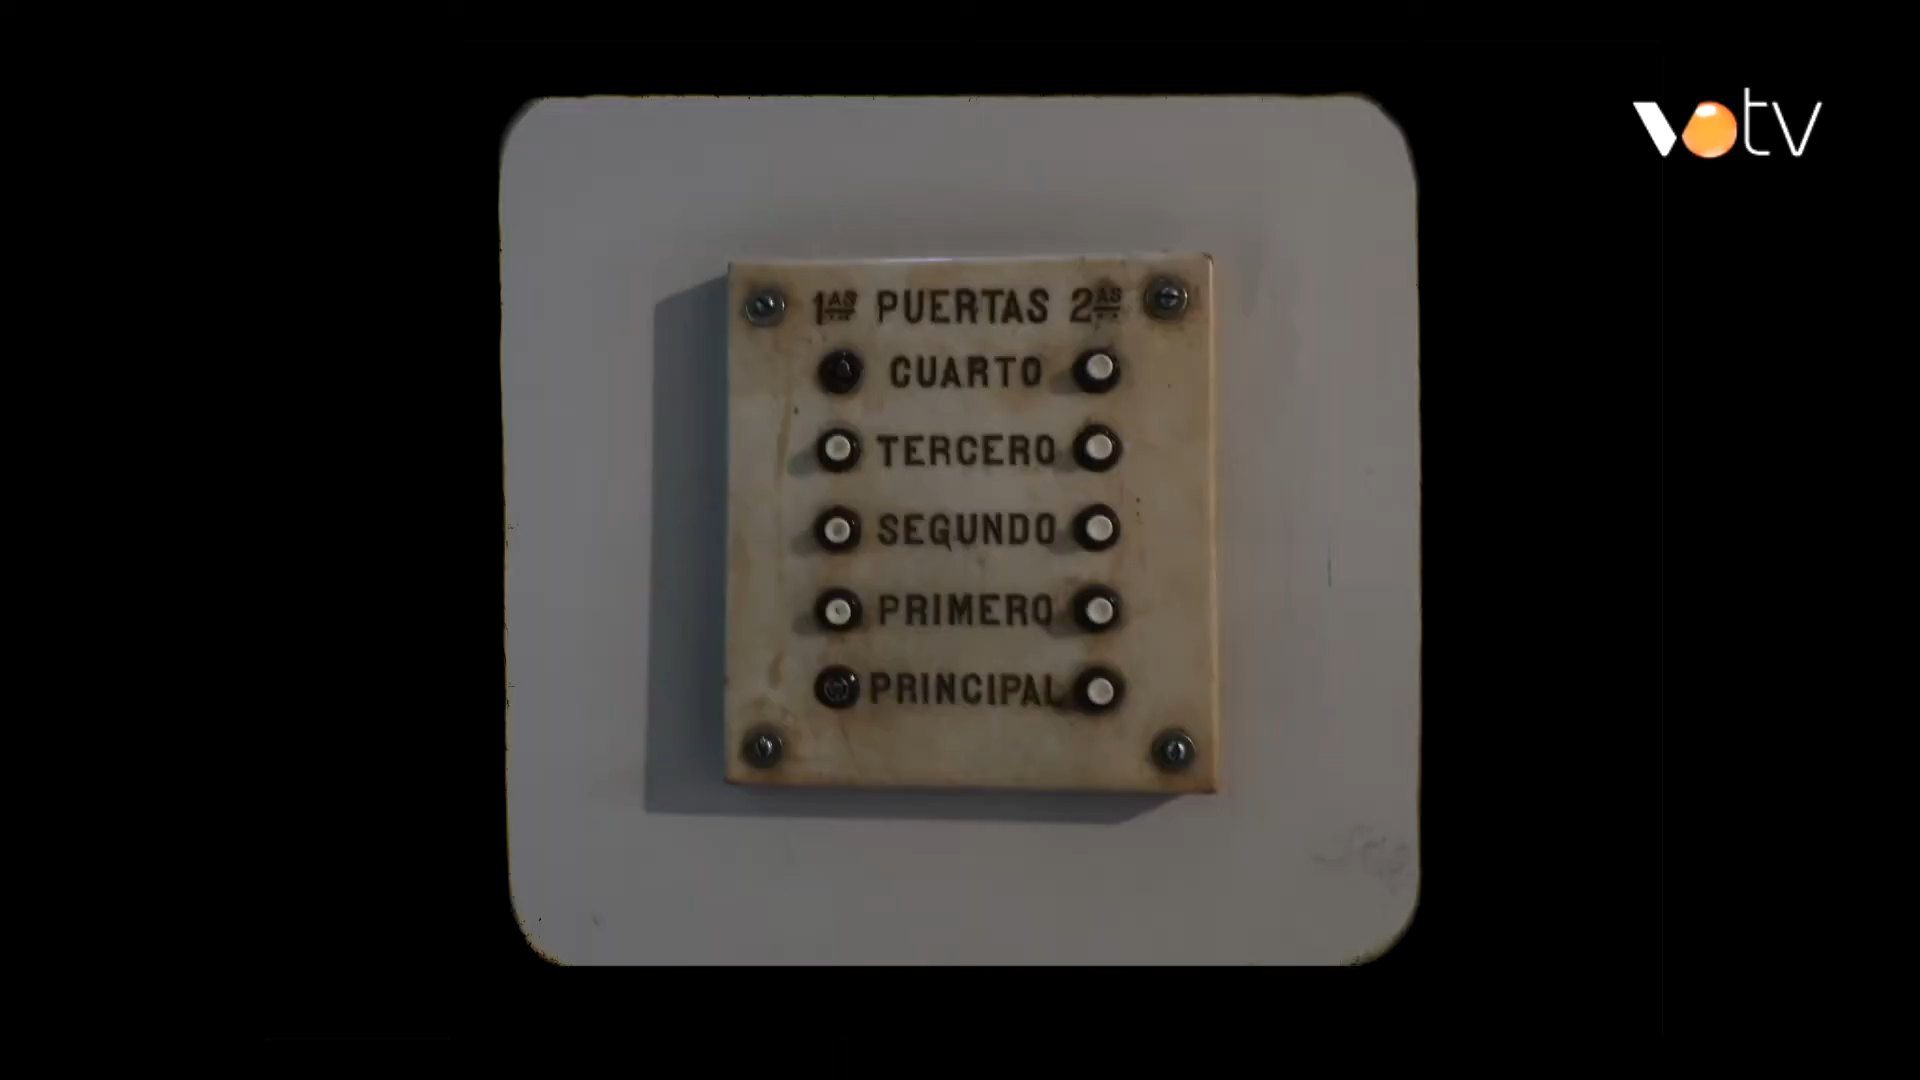 votv
1ᴬˢ PUERTAS 2ᴬˢ
CUARTO
TERCERO
SEGUNDO
PRIMERO
PRINCIPAL